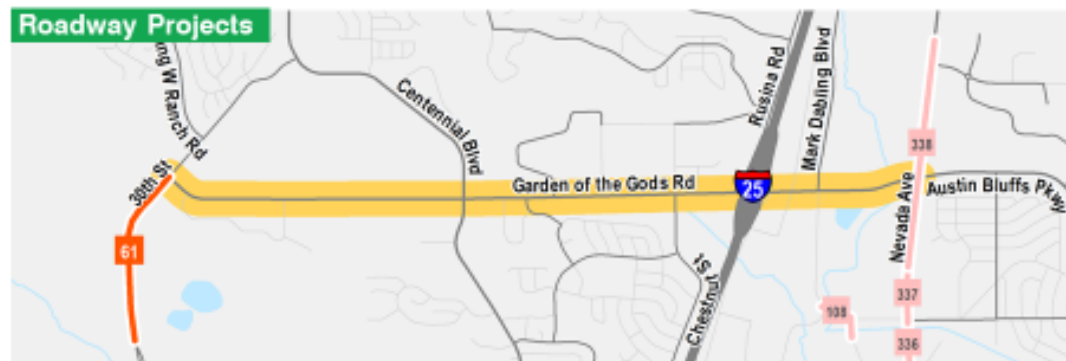 Roadway Projects
ng W Ranch Rd
30th St
61
Centennial Blvd
Garden of the Gods Rd
Rusina Rd
25
Mark Dabling Blvd
Chestnut St
338
Nevada Ave
Austin Bluffs Pkwy
337
108
336